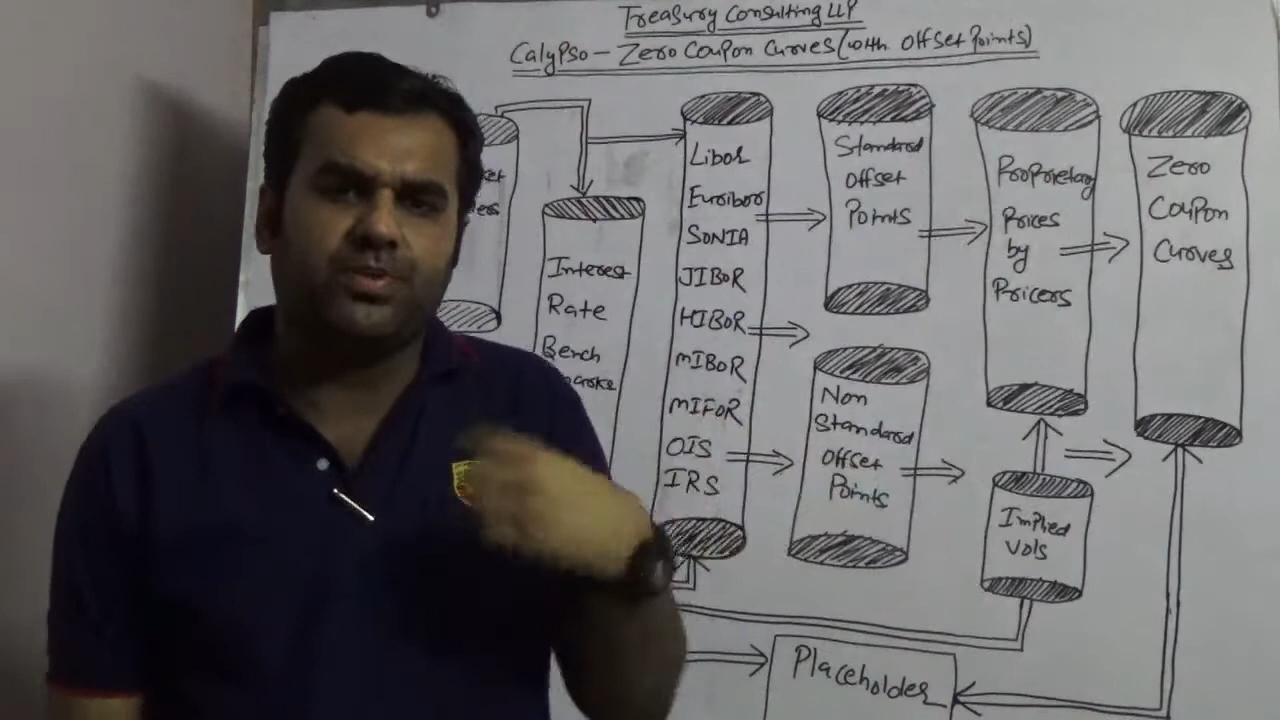 Treasury Consulting LLP
Calypso - Zero Coupon Curves (with Offset Points)
Interest
Rate
Bench
Libor
Euribor
SONIA
JIBOR
HIBOR
MIBOR
MIFOR
OIS
IRS
Standard
Offset
Points
Non
Standard
Offset
Points
Proprietary
Prices
by
Pricers
Implied
Vols
Zero
Coupon
Curves
Placeholder